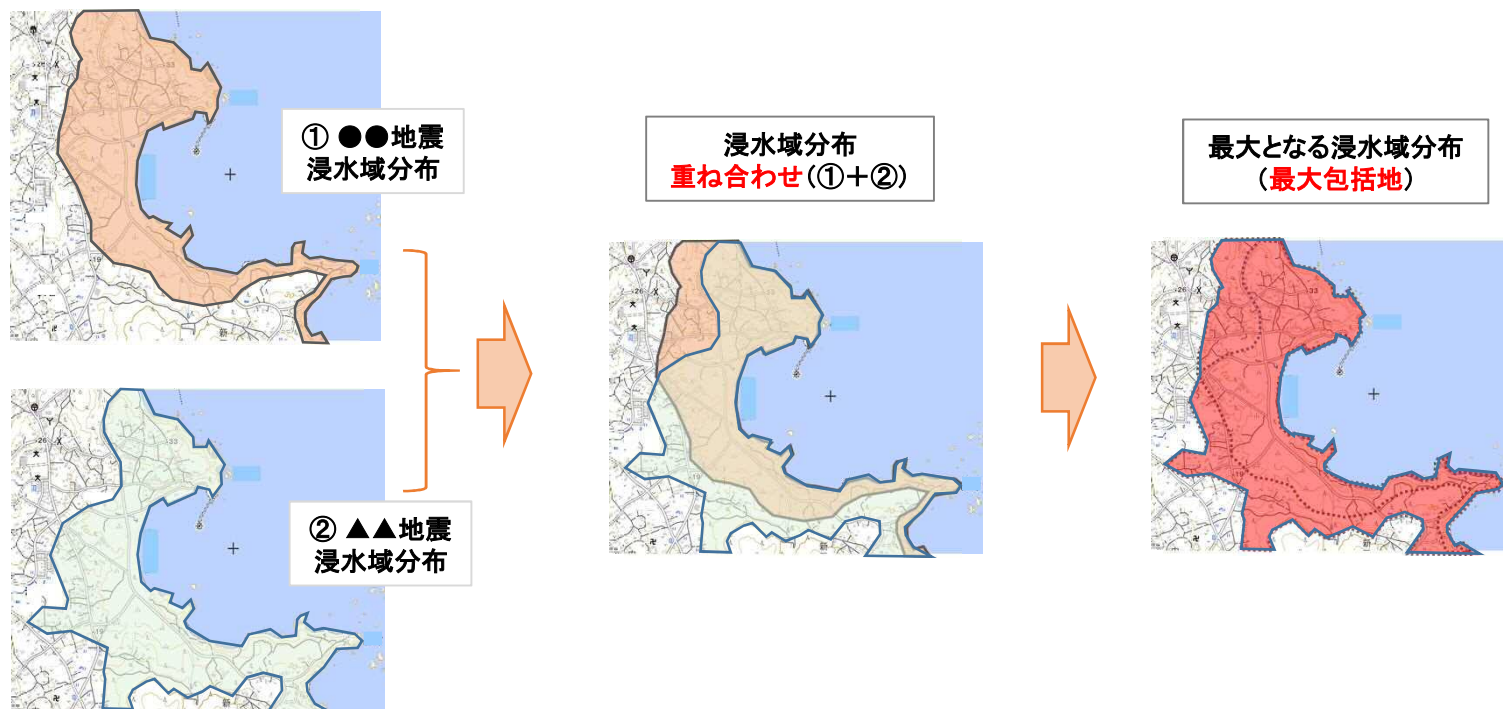 ① ●●地震
浸水域分布
② ▲▲地震
浸水域分布
浸水域分布
重ね合わせ(①+②)
最大となる浸水域分布
(最大包括地)